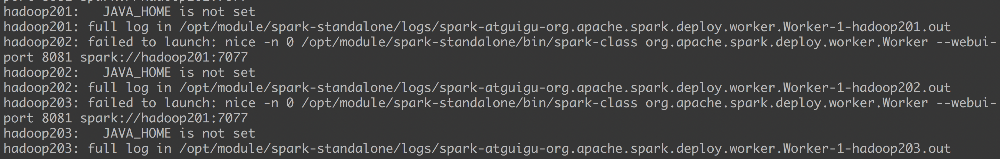 port 8081 spark://hadoop201:7077
hadoop201:   JAVA_HOME is not set
hadoop201: full log in /opt/module/spark-standalone/logs/spark-atguigu-org.apache.spark.deploy.worker.Worker-1-hadoop201.out
hadoop202: failed to launch: nice -n 0 /opt/module/spark-standalone/bin/spark-class org.apache.spark.deploy.worker.Worker --webui-
port 8081 spark://hadoop201:7077
hadoop202:   JAVA_HOME is not set
hadoop202: full log in /opt/module/spark-standalone/logs/spark-atguigu-org.apache.spark.deploy.worker.Worker-1-hadoop202.out
hadoop203: failed to launch: nice -n 0 /opt/module/spark-standalone/bin/spark-class org.apache.spark.deploy.worker.Worker --webui-
port 8081 spark://hadoop201:7077
hadoop203:   JAVA_HOME is not set
hadoop203: full log in /opt/module/spark-standalone/logs/spark-atguigu-org.apache.spark.deploy.worker.Worker-1-hadoop203.out